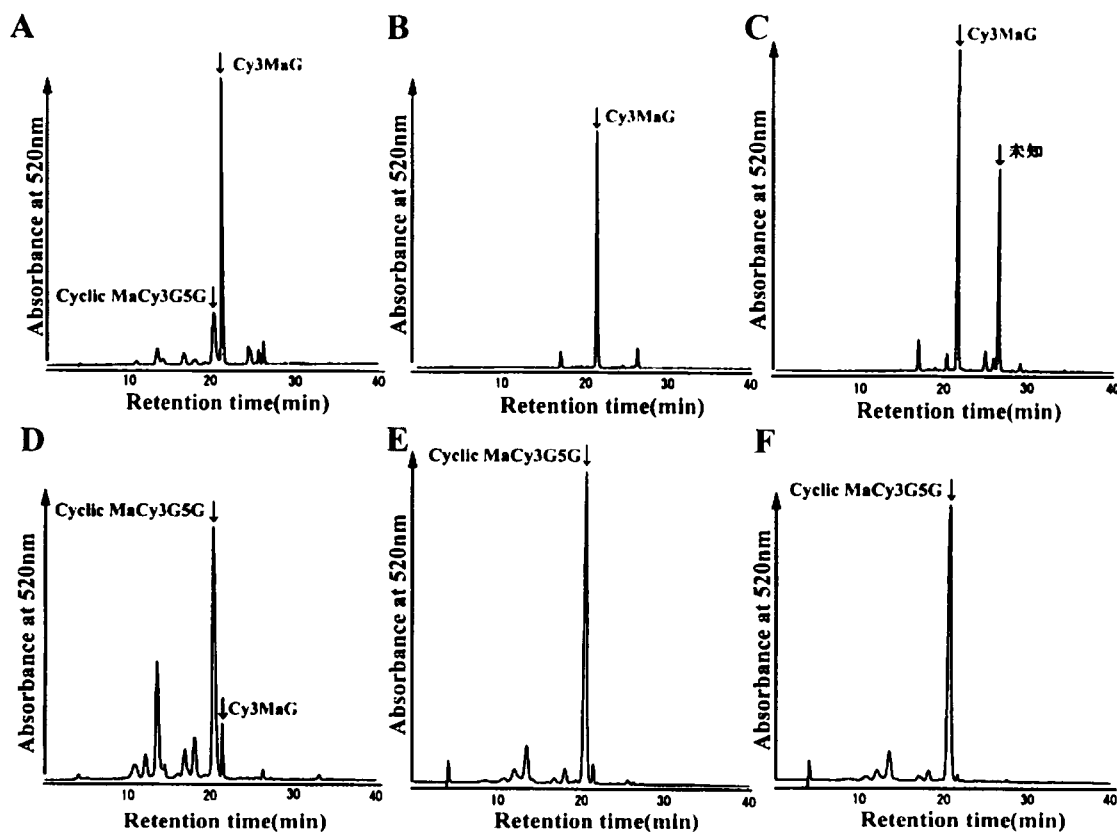 A
Cy3MaG
Cyclic MaCy3G5G
Absorbance at 520nm
10 20 30 40
Retention time(min)
B
Cy3MaG
Absorbance at 520nm
10 20 30 40
Retention time(min)
C
Cy3MaG
未知
Absorbance at 520nm
10 20 30 40
Retention time(min)
D
Cyclic MaCy3G5G
Cy3MaG
Absorbance at 520nm
10 20 30 40
Retention time(min)
E
Cyclic MaCy3G5G
Absorbance at 520nm
10 20 30 40
Retention time(min)
F
Cyclic MaCy3G5G
Absorbance at 520nm
10 20 30 40
Retention time(min)